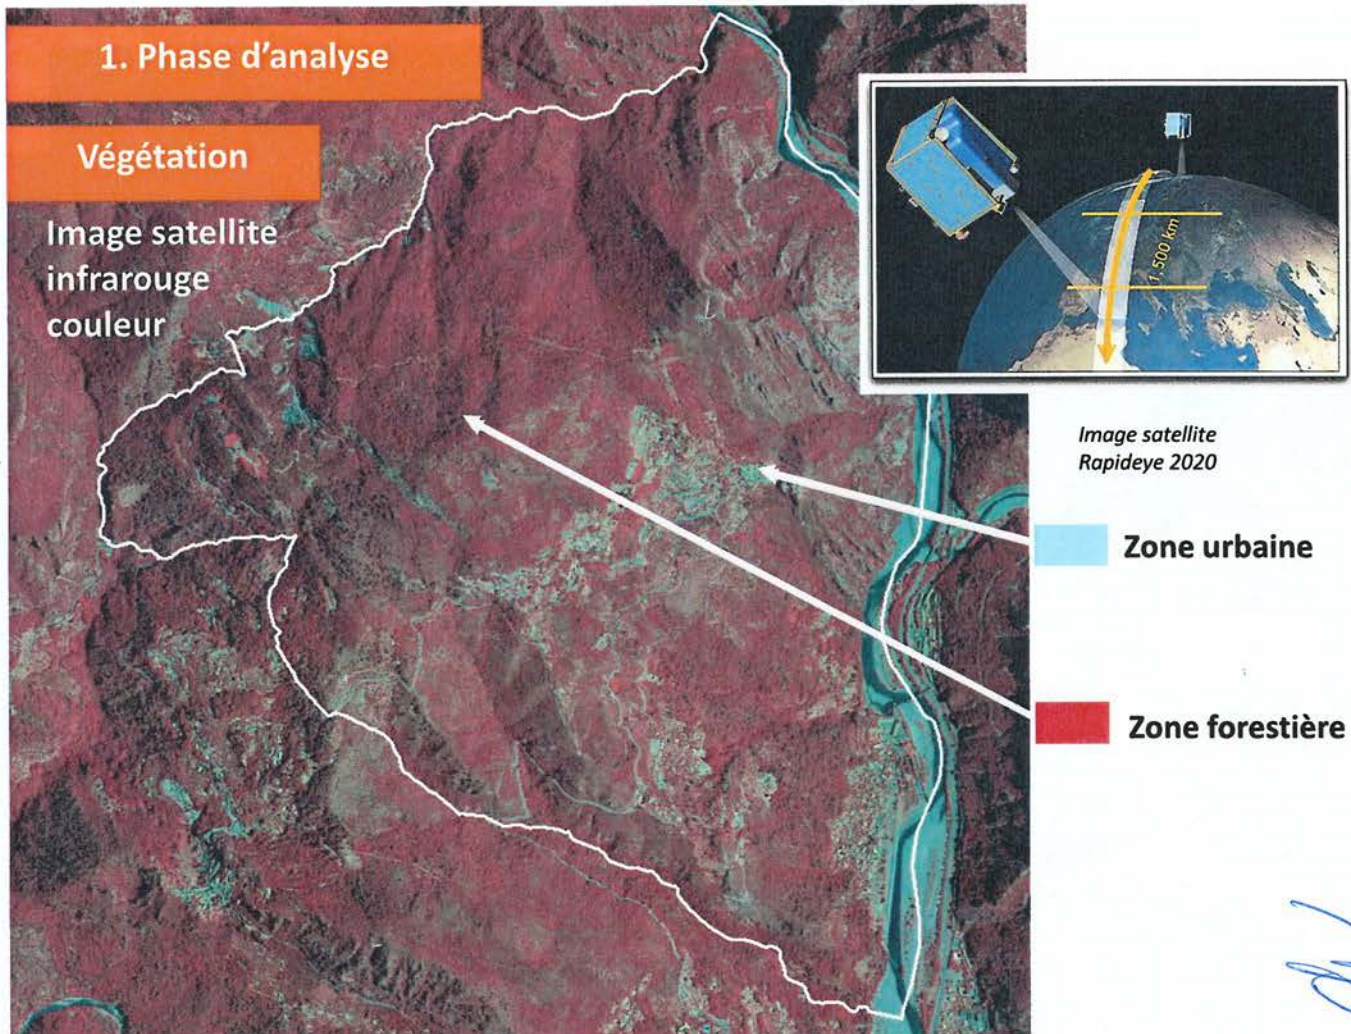 1. Phase d'analyse
Végétation
Image satellite
infrarouge
couleur
1,500 km
Image satellite
Rapideye 2020
Zone urbaine
Zone forestière